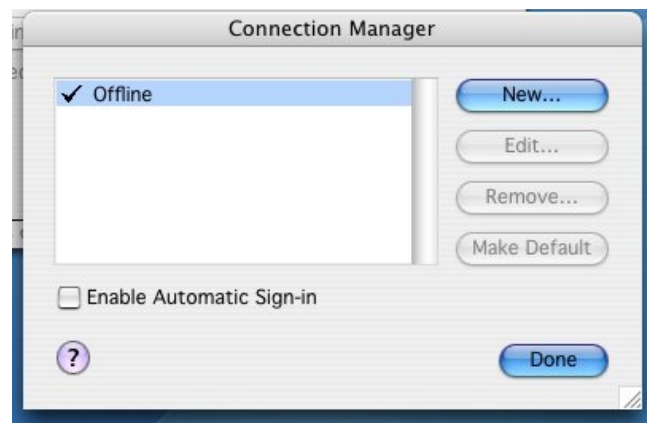 Connection Manager
Offline
New...
Edit...
Remove...
Make Default
Enable Automatic Sign-in
?
Done